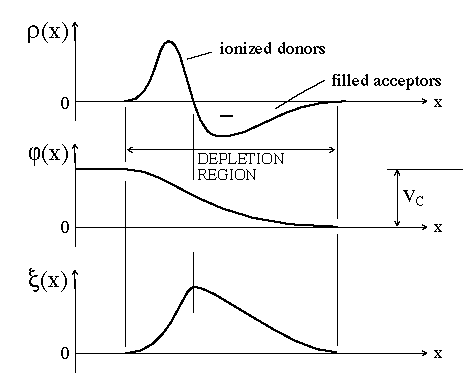 ρ(x)
ionized donors
filled acceptors
0
x
DEPLETION
REGION
φ(x)
V_C
0
x
ξ(x)
0
x